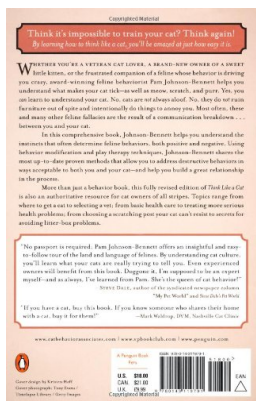 Copyrighted Material
Think it's impossible to train your cat? Think again!
By learning how to think like a cat, you'll be amazed at just how easy it is.
WHETHER YOU'RE A VETERAN CAT LOVER, A BRAND-NEW OWNER OF A SWEET
little kitten, or the frustrated companion of a feline whose behavior is driving
you crazy, award-winning feline behaviorist Pam Johnson-Bennett helps you
understand what makes your cat tick—as well as meow, scratch, and purr. Yes, you
can learn to understand your cat. No, cats are not always aloof. No, they do not ruin
furniture out of spite and intentionally do things to annoy you. Most often, these
and many other feline fallacies are the result of a communication breakdown . . .
between you and your cat.
In this comprehensive book, Johnson-Bennett helps you understand the
instincts that often determine feline behaviors, both positive and negative. Using
behavior modification and play therapy techniques, Johnson-Bennett shares the
most up-to-date proven methods that allow you to address destructive behaviors in
ways acceptable to both you and your cat—and help you build a great relationship
in the process.
More than just a behavior book, this fully revised edition of Think Like a Cat
is also an authoritative resource for cat owners of all stripes. Topics range from
where to get a cat to selecting a vet; from basic health care to treating more serious
health problems; from choosing a scratching post your cat can't resist to secrets for
avoiding litter-box problems.
"No passport is required. Pam Johnson-Bennett offers an insightful and easy-
to-follow tour of the land and language of felines. By understanding cat culture
you'll learn what your cats are really trying to tell you. Even experienced
owners will benefit from this book. Doggone it, I'm supposed to be an expert
myself—and as always, I've learned from Pam. She's the queen of cat behavior!"
—STEVE DALE, author of the syndicated newspaper column
"My Pet World" and Steve Dale's Pet World
"If you have a cat, buy this book. If you know someone who shares their home
with a cat, buy it for them!"
—Mark Waldrop, DVM, Nashville Cat Clinic
www.catbehaviorassociates.com • www.cpbookclub.com • www.penguin.com
A Penguin Book
Pets
U.S. $18.00
CAN $21.00
U.K.
CAN
Cover design by
Cover photograph:
Copyrighted Material